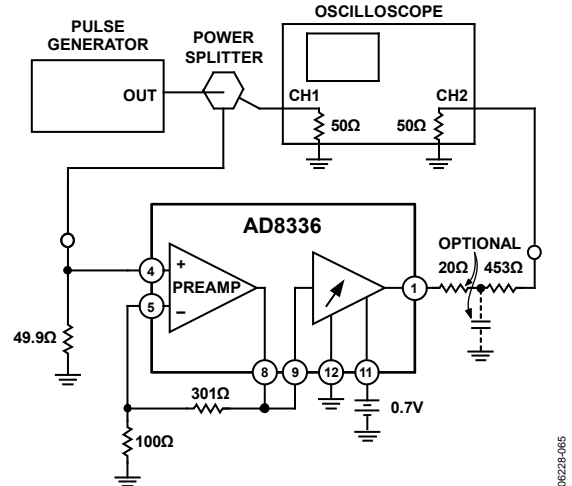 OSCILLOSCOPE
PULSE
GENERATOR
POWER
SPLITTER
OUT
CH1
CH2
50Ω
50Ω
AD8336
OPTIONAL
4
+
PREAMP
5
–
1
20Ω
453Ω
49.9Ω
8
9
12
11
301Ω
0.7V
100Ω
06228-065